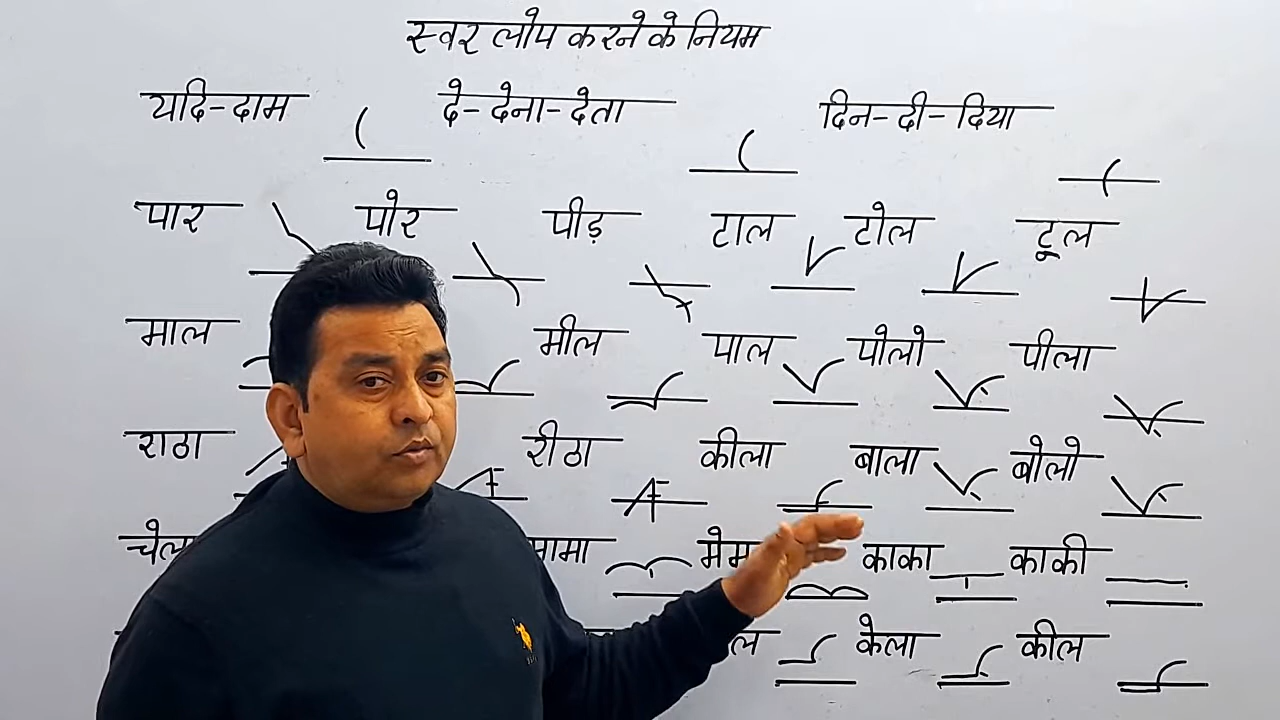 स्वर लोप करने के नियम
यदि-दाम दे-देना-देता दिन-दी-दिया
पार पोर पीड़ टाल टोल टूल
माल मील पाल पोलो पीला
राठा रीठा कीला बाला बोलो
मामा मेम काका काकी
केला कील